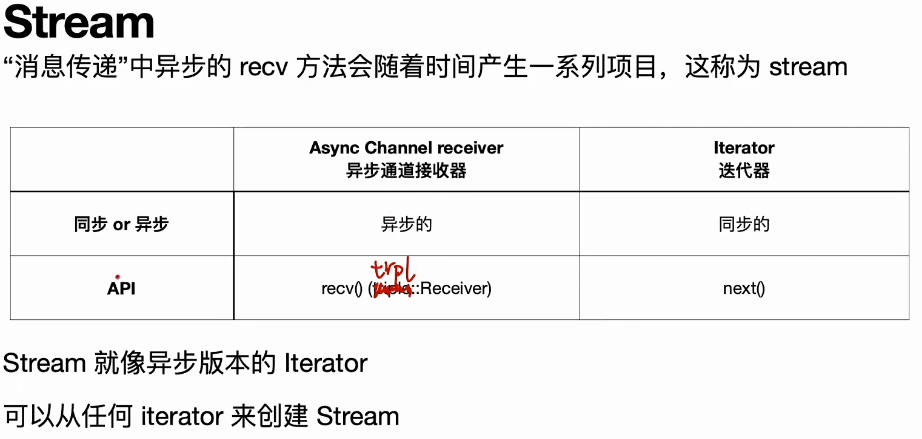 Stream
“消息传递”中异步的 recv 方法会随着时间产生一系列项目，这称为 stream
Async Channel receiver
异步通道接收器
Iterator
迭代器
同步 or 异步
异步的
同步的
trpl
API
recv() (triple::Receiver)
next()
Stream 就像异步版本的 Iterator
可以从任何 iterator 来创建 Stream